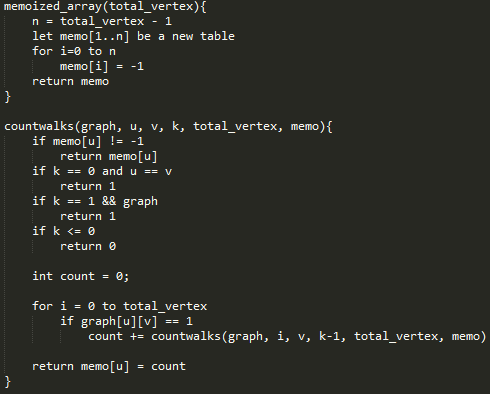 memoized_array(total_vertex){
n = total_vertex - 1
let memo[1..n] be a new table
for i=0 to n
memo[i] = -1
return memo
}
countwalks(graph, u, v, k, total_vertex, memo){
if memo[u] != -1
return memo[u]
if k == 0 and u == v
return 1
if k == 1 && graph
return 1
if k <= 0
return 0
int count = 0;
for i = 0 to total_vertex
if graph[u][v] == 1
count += countwalks(graph, i, v, k-1, total_vertex, memo)
return memo[u] = count
}